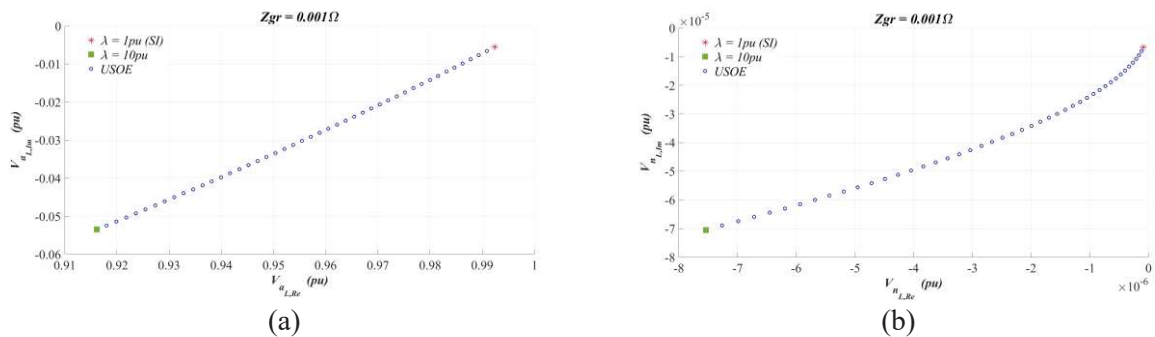 Zgr = 0.001Ω
λ = 1pu (SI)
λ = 10pu
USOE
0
-0.01
-0.02
-0.03
-0.04
-0.05
-0.06
V_{a_{L,Im}} (pu)
0.91 0.92 0.93 0.94 0.95 0.96 0.97 0.98 0.99 1
V_{a_{L,Re}} (pu)
(a)
Zgr = 0.001Ω
×10⁻⁵
λ = 1pu (SI)
λ = 10pu
USOE
0
-1
-2
-3
-4
-5
-6
-7
-8
V_{n_{L,Im}} (pu)
-8 -7 -6 -5 -4 -3 -2 -1 0
×10⁻⁶
V_{n_{L,Re}} (pu)
(b)